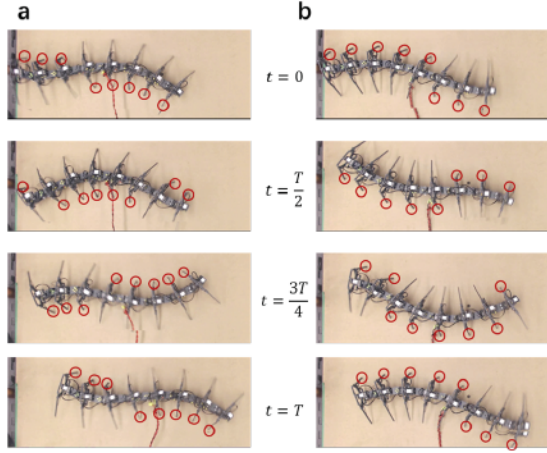 a
b
t = 0
t = T/2
t = 3T/4
t = T